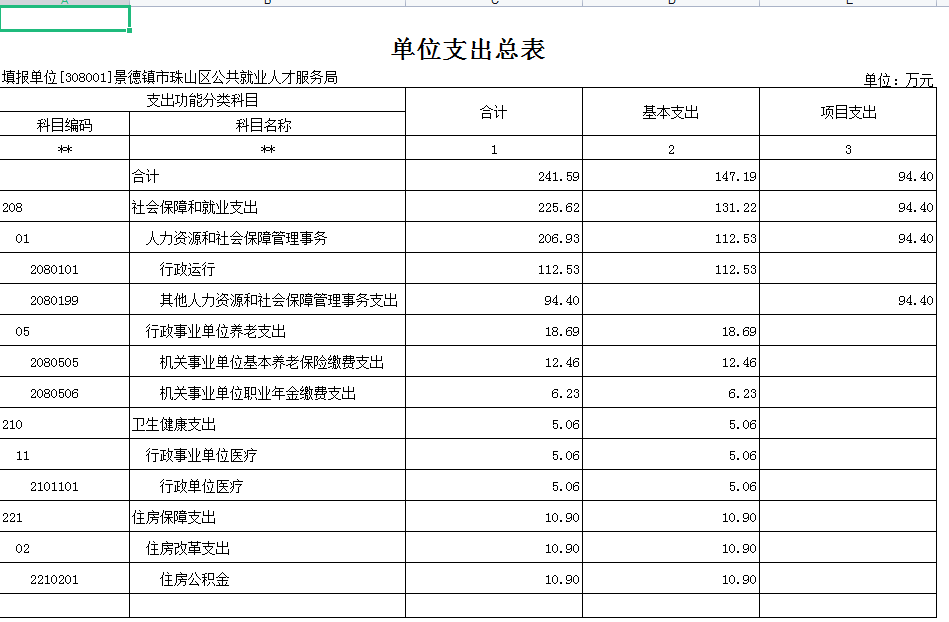 单位支出总表
填报单位[308001]景德镇市珠山区公共就业人才服务局 单位：万元
支出功能分类科目 合计 基本支出 项目支出
科目编码 科目名称
** ** 1 2 3
合计 241.59 147.19 94.40
208 社会保障和就业支出 225.62 131.22 94.40
01 人力资源和社会保障管理事务 206.93 112.53 94.40
2080101 行政运行 112.53 112.53
2080199 其他人力资源和社会保障管理事务支出 94.40 94.40
05 行政事业单位养老支出 18.69 18.69
2080505 机关事业单位基本养老保险缴费支出 12.46 12.46
2080506 机关事业单位职业年金缴费支出 6.23 6.23
210 卫生健康支出 5.06 5.06
11 行政事业单位医疗 5.06 5.06
2101101 行政单位医疗 5.06 5.06
221 住房保障支出 10.90 10.90
02 住房改革支出 10.90 10.90
2210201 住房公积金 10.90 10.90